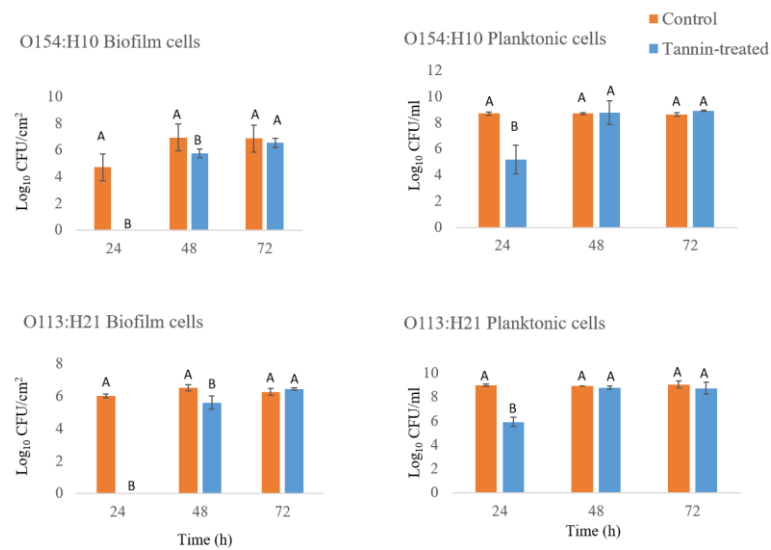 Control
Tannin-treated
O154:H10 Biofilm cells
Log₁₀ CFU/cm²
10
8
6
4
2
0
A
B
A
B
A
A
24
48
72
O154:H10 Planktonic cells
Log₁₀ CFU/ml
12
10
8
6
4
2
0
A
B
A
A
A
A
24
48
72
O113:H21 Biofilm cells
Log₁₀ CFU/cm²
8
6
4
2
0
A
B
A
B
A
A
24
48
72
Time (h)
O113:H21 Planktonic cells
Log₁₀ CFU/ml
10
8
6
4
2
0
A
B
A
A
A
A
24
48
72
Time (h)